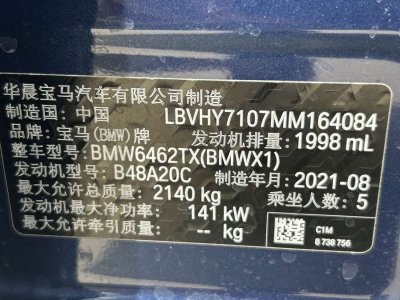 华晨宝马汽车有限公司制造
制造国: 中国 LBVHY7107MM164084
品牌: 宝马(BMW)牌 发动机排量: 1998 mL
整车型号: BMW6462TX(BMWX1)
发动机型号: B48A20C 制造年月: 2021-08
最大允许总质量: 2140 kg 乘坐人数: 5
发动机最大净功率: 141 kW
最大允许牵引质量: -- kg
C1M
8 738 756